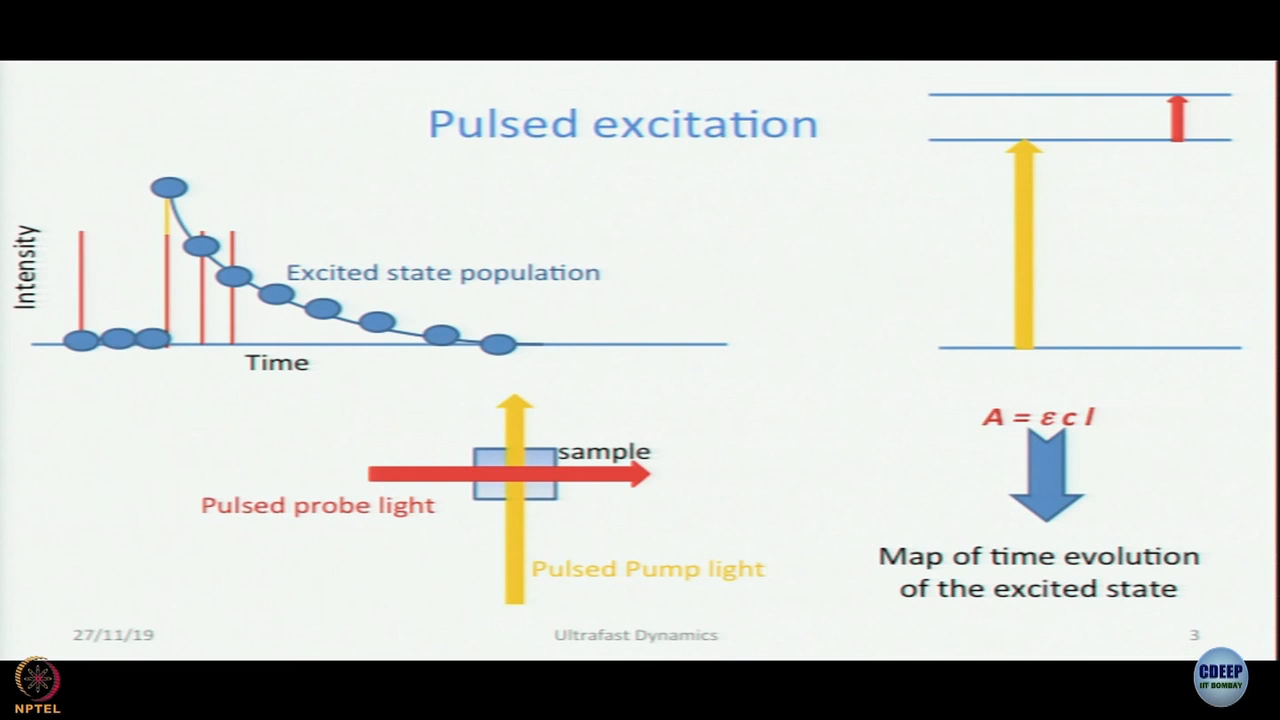 Pulsed excitation
Intensity
Excited state population
Time
sample
Pulsed probe light
Pulsed Pump light
A = ε c l
Map of time evolution
of the excited state
27/11/19
Ultrafast Dynamics
3
NPTEL
CDEEP
IIT BOMBAY